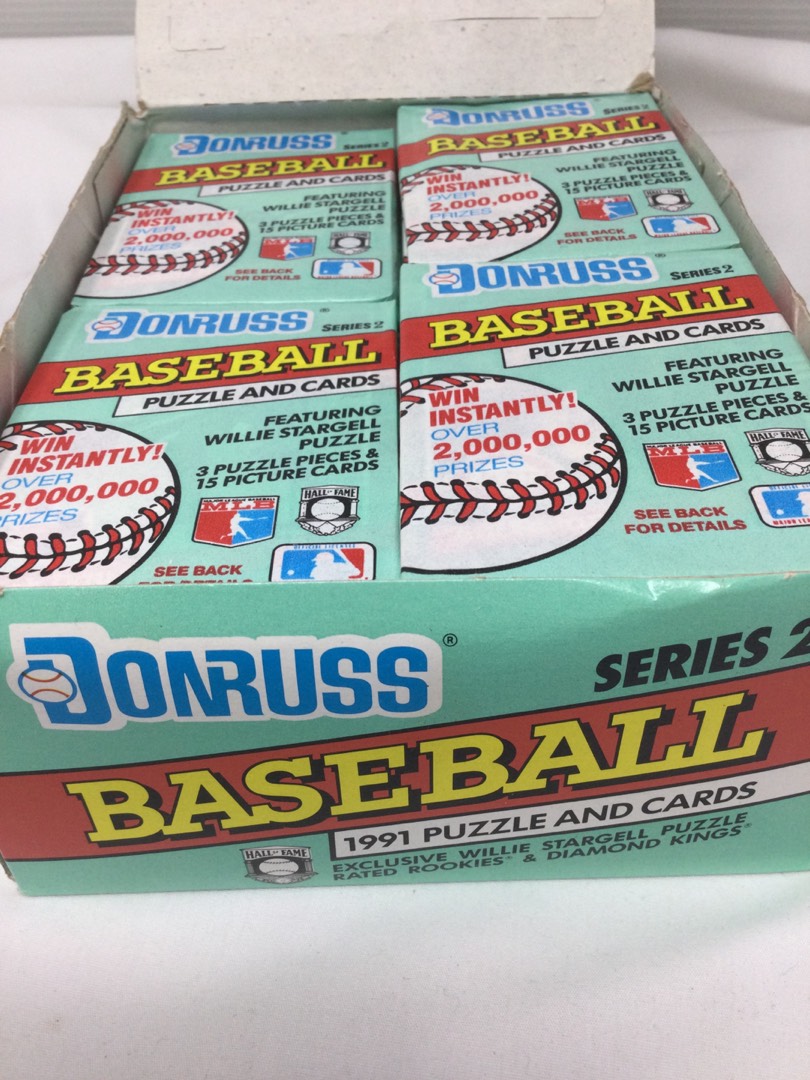 DONRUSS
SERIES 2
BASEBALL
PUZZLE AND CARDS
FEATURING
WILLIE STARGELL
PUZZLE
3 PUZZLE PIECES &
15 PICTURE CARDS
WIN
INSTANTLY!
OVER
2,000,000
PRIZES
MLB
SEE BACK
FOR DETAILS
DONRUSS
SERIES 2
BASEBALL
PUZZLE AND CARDS
FEATURING
WILLIE STARGELL
PUZZLE
3 PUZZLE PIECES &
15 PICTURE CARDS
WIN
INSTANTLY!
OVER
2,000,000
PRIZES
MLB
SEE BACK
FOR DETAILS
DONRUSS®
SERIES 2
BASEBALL
PUZZLE AND CARDS
FEATURING
WILLIE STARGELL
PUZZLE
3 PUZZLE PIECES &
15 PICTURE CARDS
WIN
INSTANTLY!
OVER
2,000,000
RIZES
MLB
HALL OF FAME
SEE BACK
DONRUSS®
SERIES 2
BASEBALL
PUZZLE AND CARDS
FEATURING
WILLIE STARGELL
PUZZLE
3 PUZZLE PIECES &
15 PICTURE CARDS
WIN
INSTANTLY!
OVER
2,000,000
PRIZES
MLB
HALL OF FAME
SEE BACK
FOR DETAILS
DONRUSS®
SERIES 2
BASEBALL
1991 PUZZLE AND CARDS
HALL OF FAME
EXCLUSIVE WILLIE STARGELL PUZZLE
RATED ROOKIES® & DIAMOND KINGS®